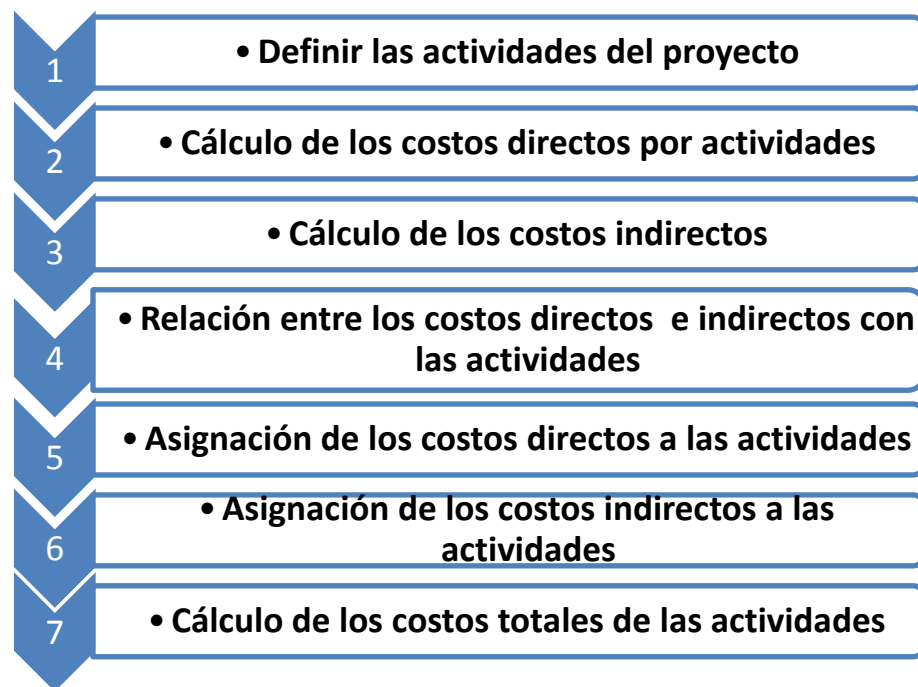 1
• Definir las actividades del proyecto
2
• Cálculo de los costos directos por actividades
3
• Cálculo de los costos indirectos
4
• Relación entre los costos directos e indirectos con
las actividades
5
• Asignación de los costos directos a las actividades
6
• Asignación de los costos indirectos a las
actividades
7
• Cálculo de los costos totales de las actividades